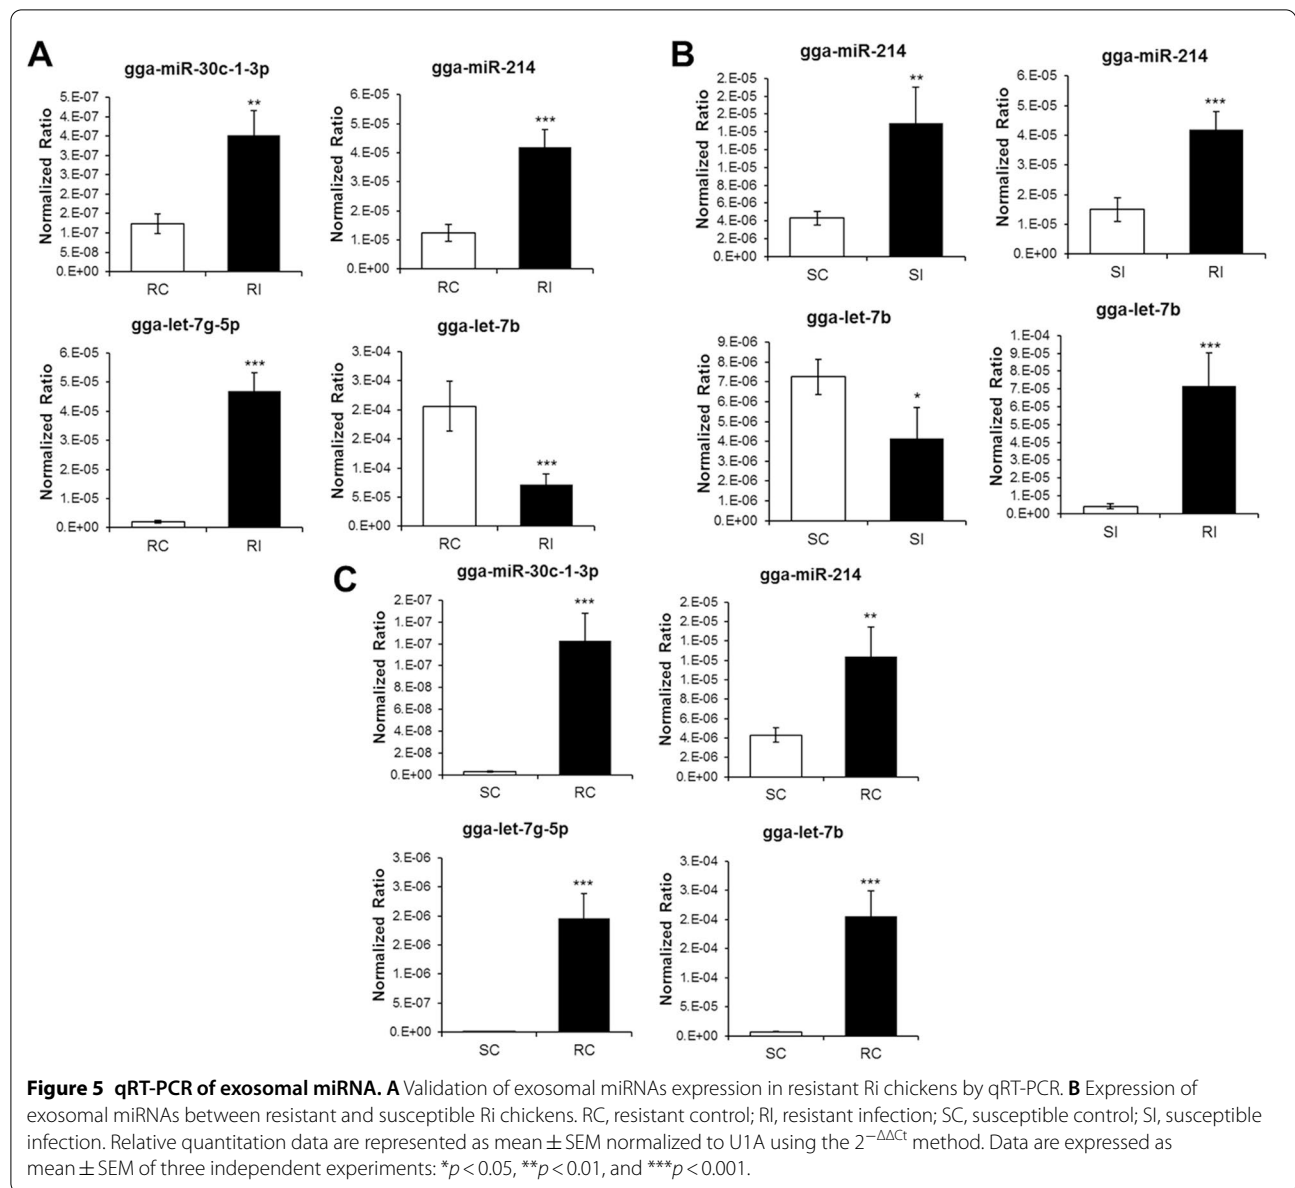 A
gga-miR-30c-1-3p
Normalized Ratio
5.E-07
4.E-07
4.E-07
3.E-07
3.E-07
2.E-07
2.E-07
1.E-07
5.E-08
0.E+00
**
RC RI
gga-miR-214
Normalized Ratio
6.E-05
5.E-05
4.E-05
3.E-05
2.E-05
1.E-05
0.E+00
***
RC RI
gga-let-7g-5p
Normalized Ratio
6.E-05
5.E-05
4.E-05
3.E-05
2.E-05
1.E-05
0.E+00
***
RC RI
gga-let-7b
Normalized Ratio
3.E-04
3.E-04
2.E-04
2.E-04
1.E-04
5.E-05
0.E+00
***
RC RI
B
gga-miR-214
Normalized Ratio
2.E-05
2.E-05
1.E-05
1.E-05
1.E-05
8.E-06
6.E-06
4.E-06
2.E-06
0.E+00
**
SC SI
gga-miR-214
Normalized Ratio
6.E-05
5.E-05
4.E-05
3.E-05
2.E-05
1.E-05
0.E+00
***
SI RI
gga-let-7b
Normalized Ratio
9.E-06
8.E-06
7.E-06
6.E-06
5.E-06
4.E-06
3.E-06
2.E-06
1.E-06
0.E+00
*
SC SI
gga-let-7b
Normalized Ratio
1.E-04
9.E-05
8.E-05
7.E-05
6.E-05
5.E-05
4.E-05
3.E-05
2.E-05
1.E-05
0.E+00
***
SI RI
C
gga-miR-30c-1-3p
Normalized Ratio
2.E-07
1.E-07
1.E-07
1.E-07
8.E-08
6.E-08
4.E-08
2.E-08
0.E+00
***
SC RC
gga-miR-214
Normalized Ratio
2.E-05
2.E-05
1.E-05
1.E-05
1.E-05
8.E-06
6.E-06
4.E-06
2.E-06
0.E+00
**
SC RC
gga-let-7g-5p
Normalized Ratio
3.E-06
3.E-06
2.E-06
2.E-06
1.E-06
5.E-07
0.E+00
***
SC RC
gga-let-7b
Normalized Ratio
3.E-04
3.E-04
2.E-04
2.E-04
1.E-04
5.E-05
0.E+00
***
SC RC
Figure 5 qRT-PCR of exosomal miRNA. A Validation of exosomal miRNAs expression in resistant Ri chickens by qRT-PCR. B Expression of
exosomal miRNAs between resistant and susceptible Ri chickens. RC, resistant control; RI, resistant infection; SC, susceptible control; SI, susceptible
infection. Relative quantitation data are represented as mean ± SEM normalized to U1A using the 2^−ΔΔCt method. Data are expressed as
mean ± SEM of three independent experiments: *p < 0.05, **p < 0.01, and ***p < 0.001.